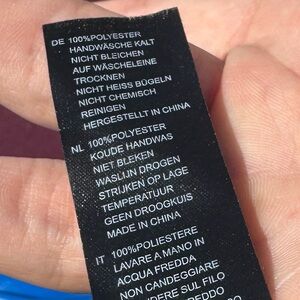 DE 100%POLYESTER
HANDWÄSCHE KALT
NICHT BLEICHEN
AUF WÄSCHELEINE
TROCKNEN
NICHT HEISS BÜGELN
NICHT CHEMISCH
REINIGEN
HERGESTELLT IN CHINA
NL 100%POLYESTER
KOUDE HANDWAS
NIET BLEKEN
WASLIJN DROGEN
STRIJKEN OP LAGE
TEMPERATUUR
GEEN DROOGKUIS
MADE IN CHINA
IT 100%POLIESTERE
LAVARE A MANO IN
ACQUA FREDDA
NON CANDEGGIARE
SUL FILO